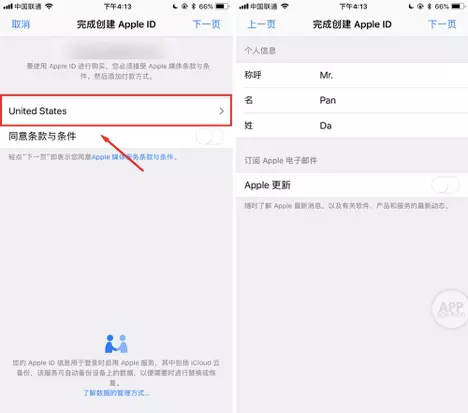 中国联通 下午4:13 66%
取消 完成创建 Apple ID 下一页
要使用 Apple ID 进行购买，您必须接受 Apple 媒体条款与条
件，然后添加付款方式。
United States
同意条款与条件
轻点“下一页”即表示您同意Apple 媒体服务条款与条件。
您的 Apple ID 信息用于登录时启用 Apple 服务，其中包括 iCloud 云
备份，该服务可自动备份设备上的数据，以便需要时进行替换或恢
复。
了解数据的管理方式...
中国联通 下午4:13 66%
上一页 完成创建 Apple ID 下一页
个人信息
称呼 Mr.
名 Pan
姓 Da
订阅 Apple 电子邮件
Apple 更新
随时了解 Apple 最新消息，以及有关软件、产品和服务的最新动态。
APP